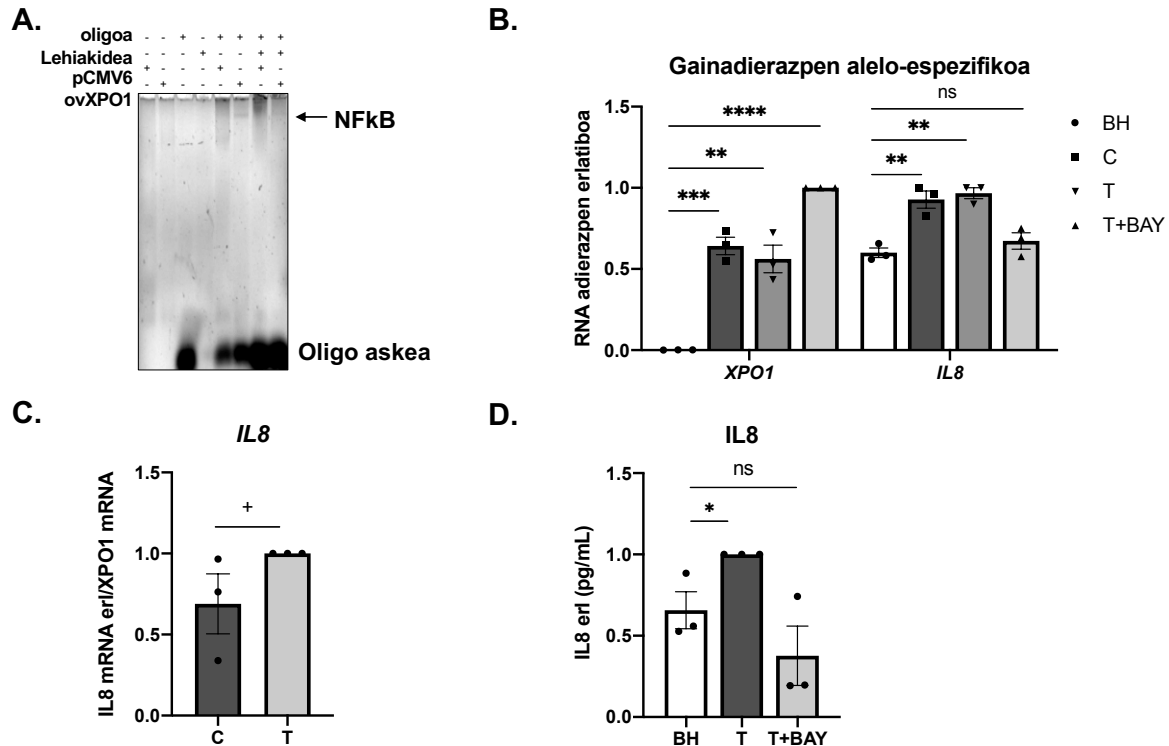 A.
oligoa - - + - + + + +
Lehiakidea - - - + - - + +
pCMV6 + - - - + - + -
ovXPO1 - + - - - + - +
NFkB
Oligo askea
B.
Gainadierazpen alelo-espezifikoa
RNA adierazpen erlatiboa
1.5
1.0
0.5
0.0
****
**
***
ns
**
**
XPO1
IL8
BH
C
T
T+BAY
C.
IL8
IL8 mRNA erl/XPO1 mRNA
1.5
1.0
0.5
0.0
+
C
T
D.
IL8
IL8 erl (pg/mL)
1.5
1.0
0.5
0.0
ns
*
BH
T
T+BAY